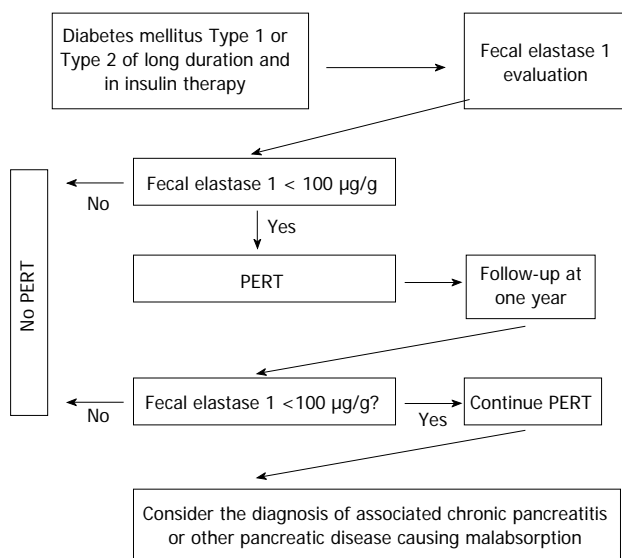 Diabetes mellitus Type 1 or
Type 2 of long duration and
in insulin therapy
Fecal elastase 1
evaluation
Fecal elastase 1 < 100 µg/g
No
Yes
No PERT
PERT
Follow-up at
one year
Fecal elastase 1 <100 µg/g?
No
Yes
Continue PERT
Consider the diagnosis of associated chronic pancreatitis
or other pancreatic disease causing malabsorption